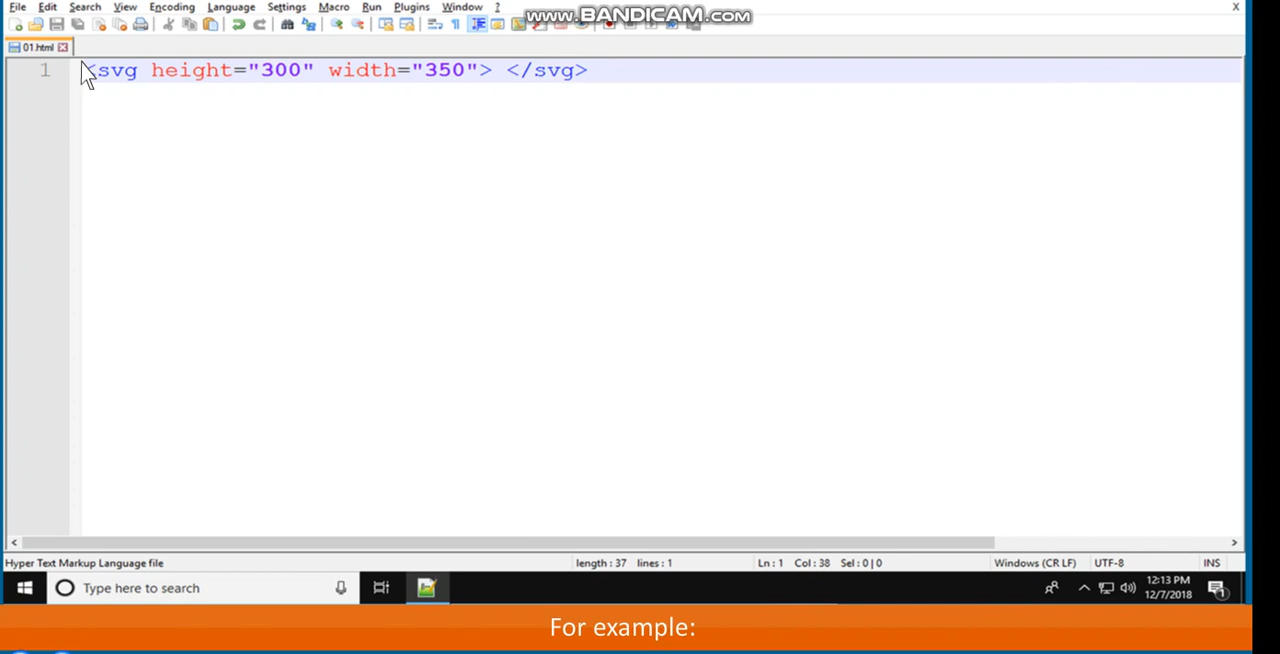 File Edit Search View Encoding Language Settings Macro Run Plugins Window ? X
www.BANDICAM.com
01.html
1 <svg height="300" width="350"> </svg>
Hyper Text Markup Language file length : 37 lines : 1 Ln : 1 Col : 38 Sel : 0 | 0 Windows (CR LF) UTF-8 INS
Type here to search
12:13 PM
12/7/2018
1
For example: